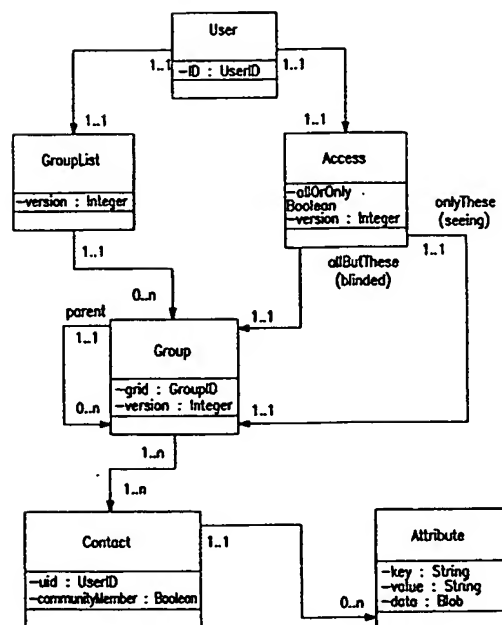 User
-ID : UserID
1..1
1..1
1..1
1..1
GroupList
-version : Integer
Access
-allOrOnly :
Boolean
-version : Integer
onlyThese
(seeing)
1..1
1..1
allButThese
(blinded)
0..n
parent
1..1
1..1
Group
-grid : GroupID
-version : Integer
0..n
1..1
1..n
1..n
Contact
-uid : UserID
-communityMember : Boolean
1..1
0..n
Attribute
-key : String
-value : String
-data : Blob